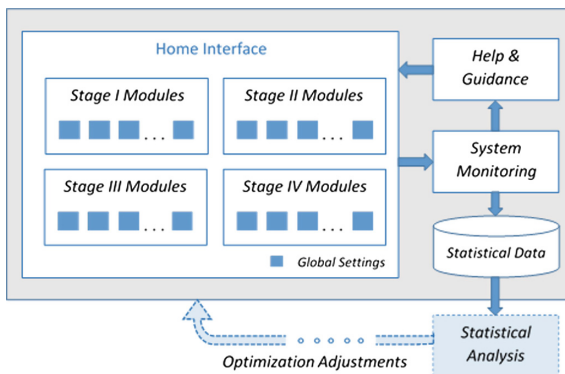 Home Interface
Stage I Modules
...
Stage II Modules
...
Stage III Modules
...
Stage IV Modules
...
Global Settings
Help &
Guidance
System
Monitoring
Statistical Data
Statistical
Analysis
Optimization Adjustments